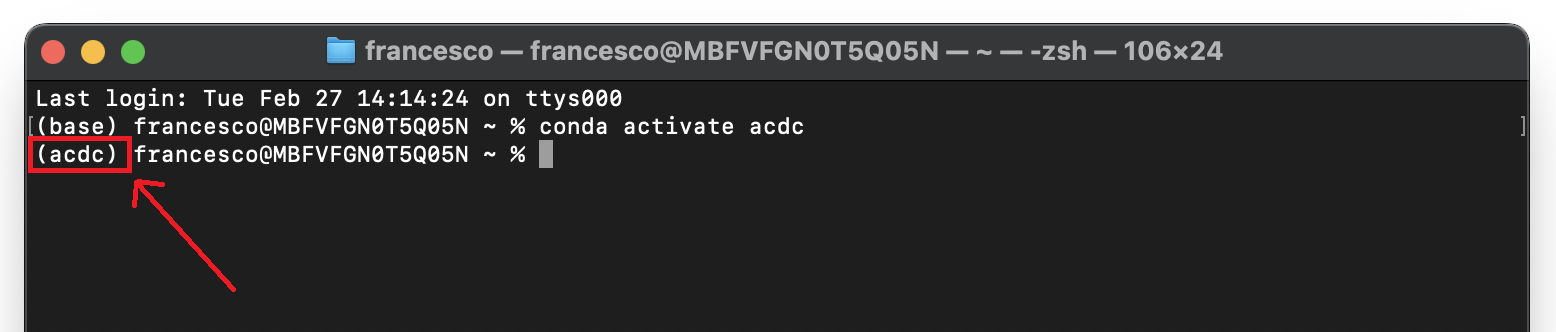 francesco — francesco@MBFVFGN0T5Q05N — ~ — -zsh — 106×24
Last login: Tue Feb 27 14:14:24 on ttys000
[(base) francesco@MBFVFGN0T5Q05N ~ % conda activate acdc ]
(acdc) francesco@MBFVFGN0T5Q05N ~ %